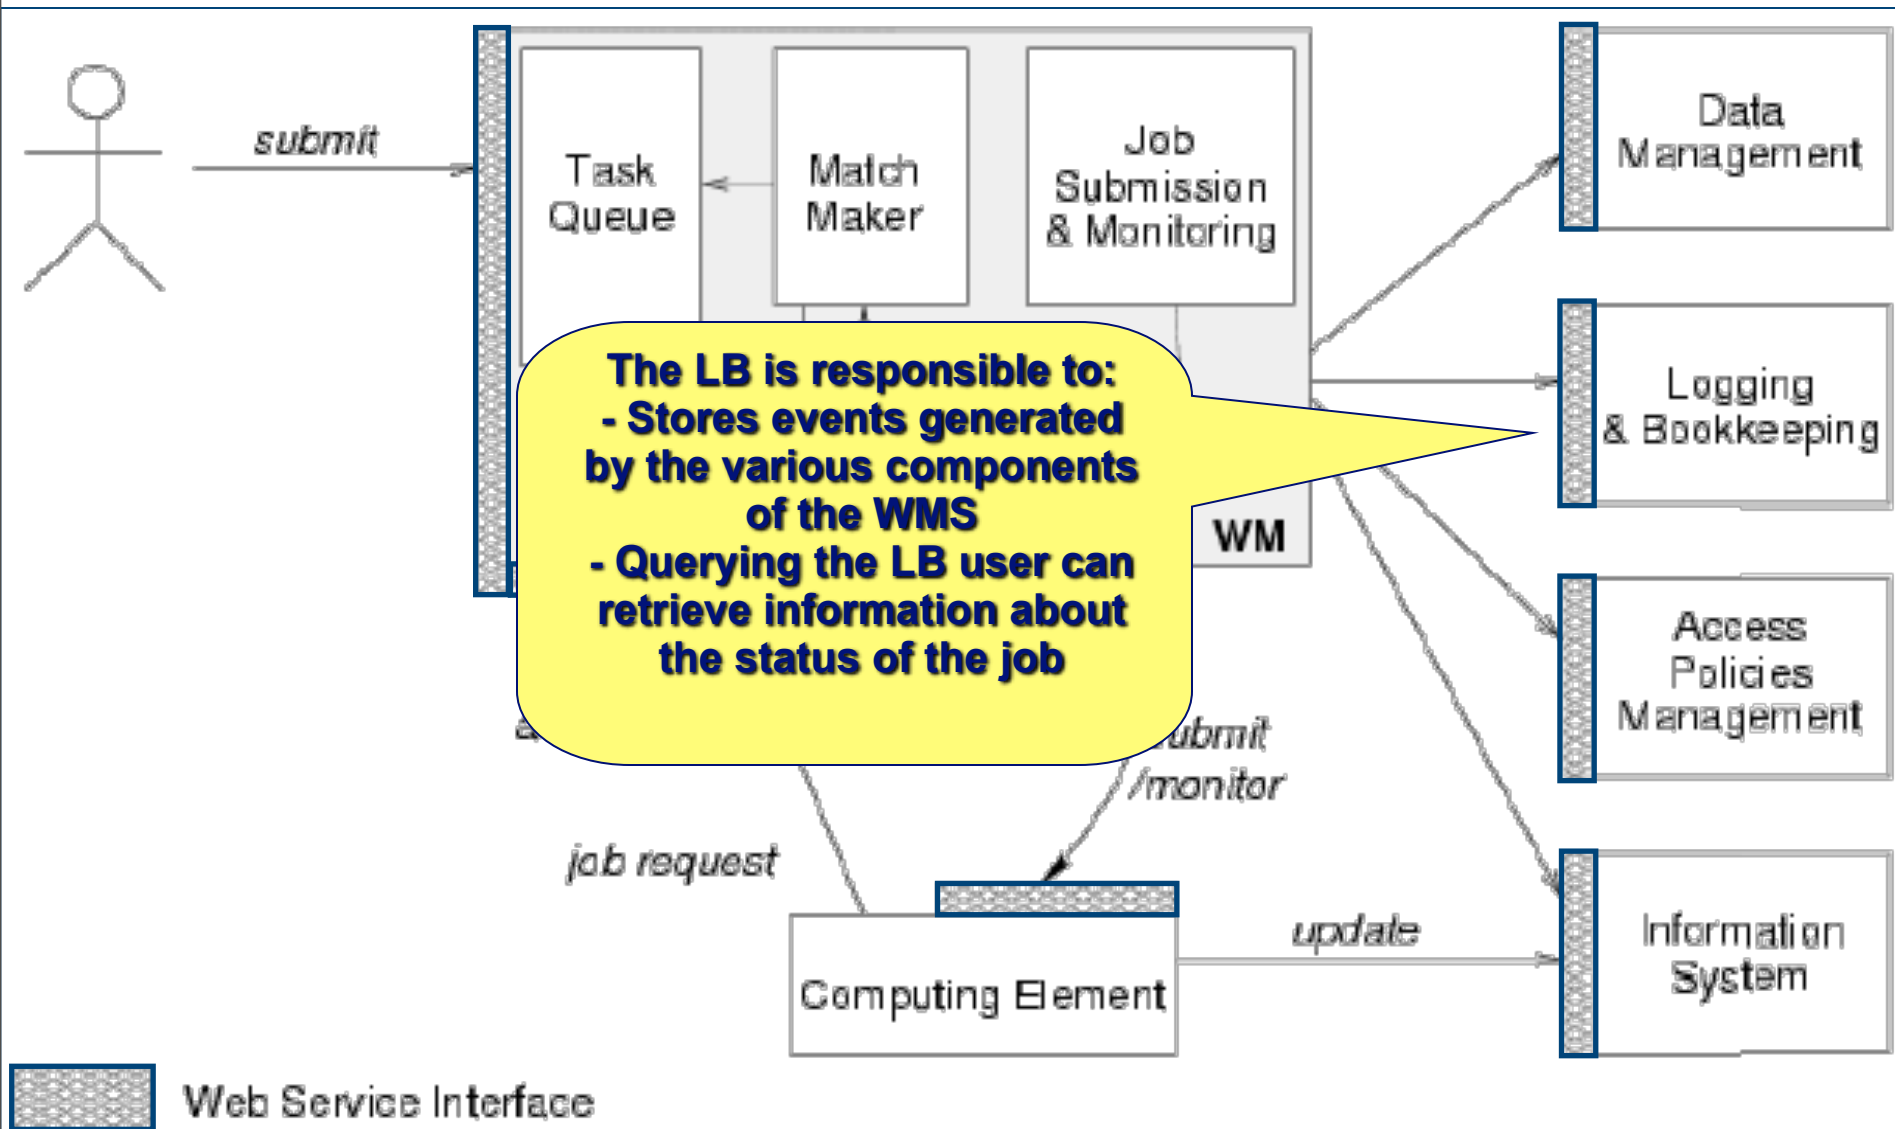 submit
Task
Queue
Match
Maker
Job
Submission
& Monitoring
Data
Management
The LB is responsible to:
- Stores events generated
by the various components
of the WMS
- Querying the LB user can
retrieve information about
the status of the job
WM
Logging
& Bookkeeping
Access
Policies
Management
/monitor
job request
update
Computing Element
Information
System
Web Service Interface